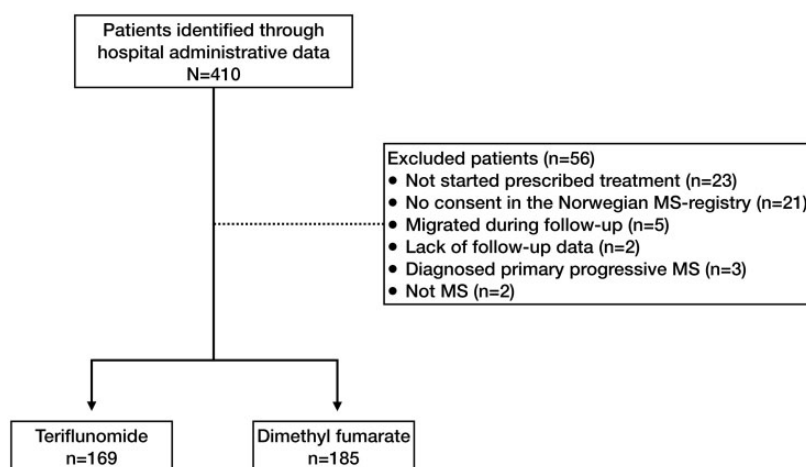 Patients identified through
hospital administrative data
N=410
Excluded patients (n=56)
● Not started prescribed treatment (n=23)
● No consent in the Norwegian MS-registry (n=21)
● Migrated during follow-up (n=5)
● Lack of follow-up data (n=2)
● Diagnosed primary progressive MS (n=3)
● Not MS (n=2)
Teriflunomide
n=169
Dimethyl fumarate
n=185